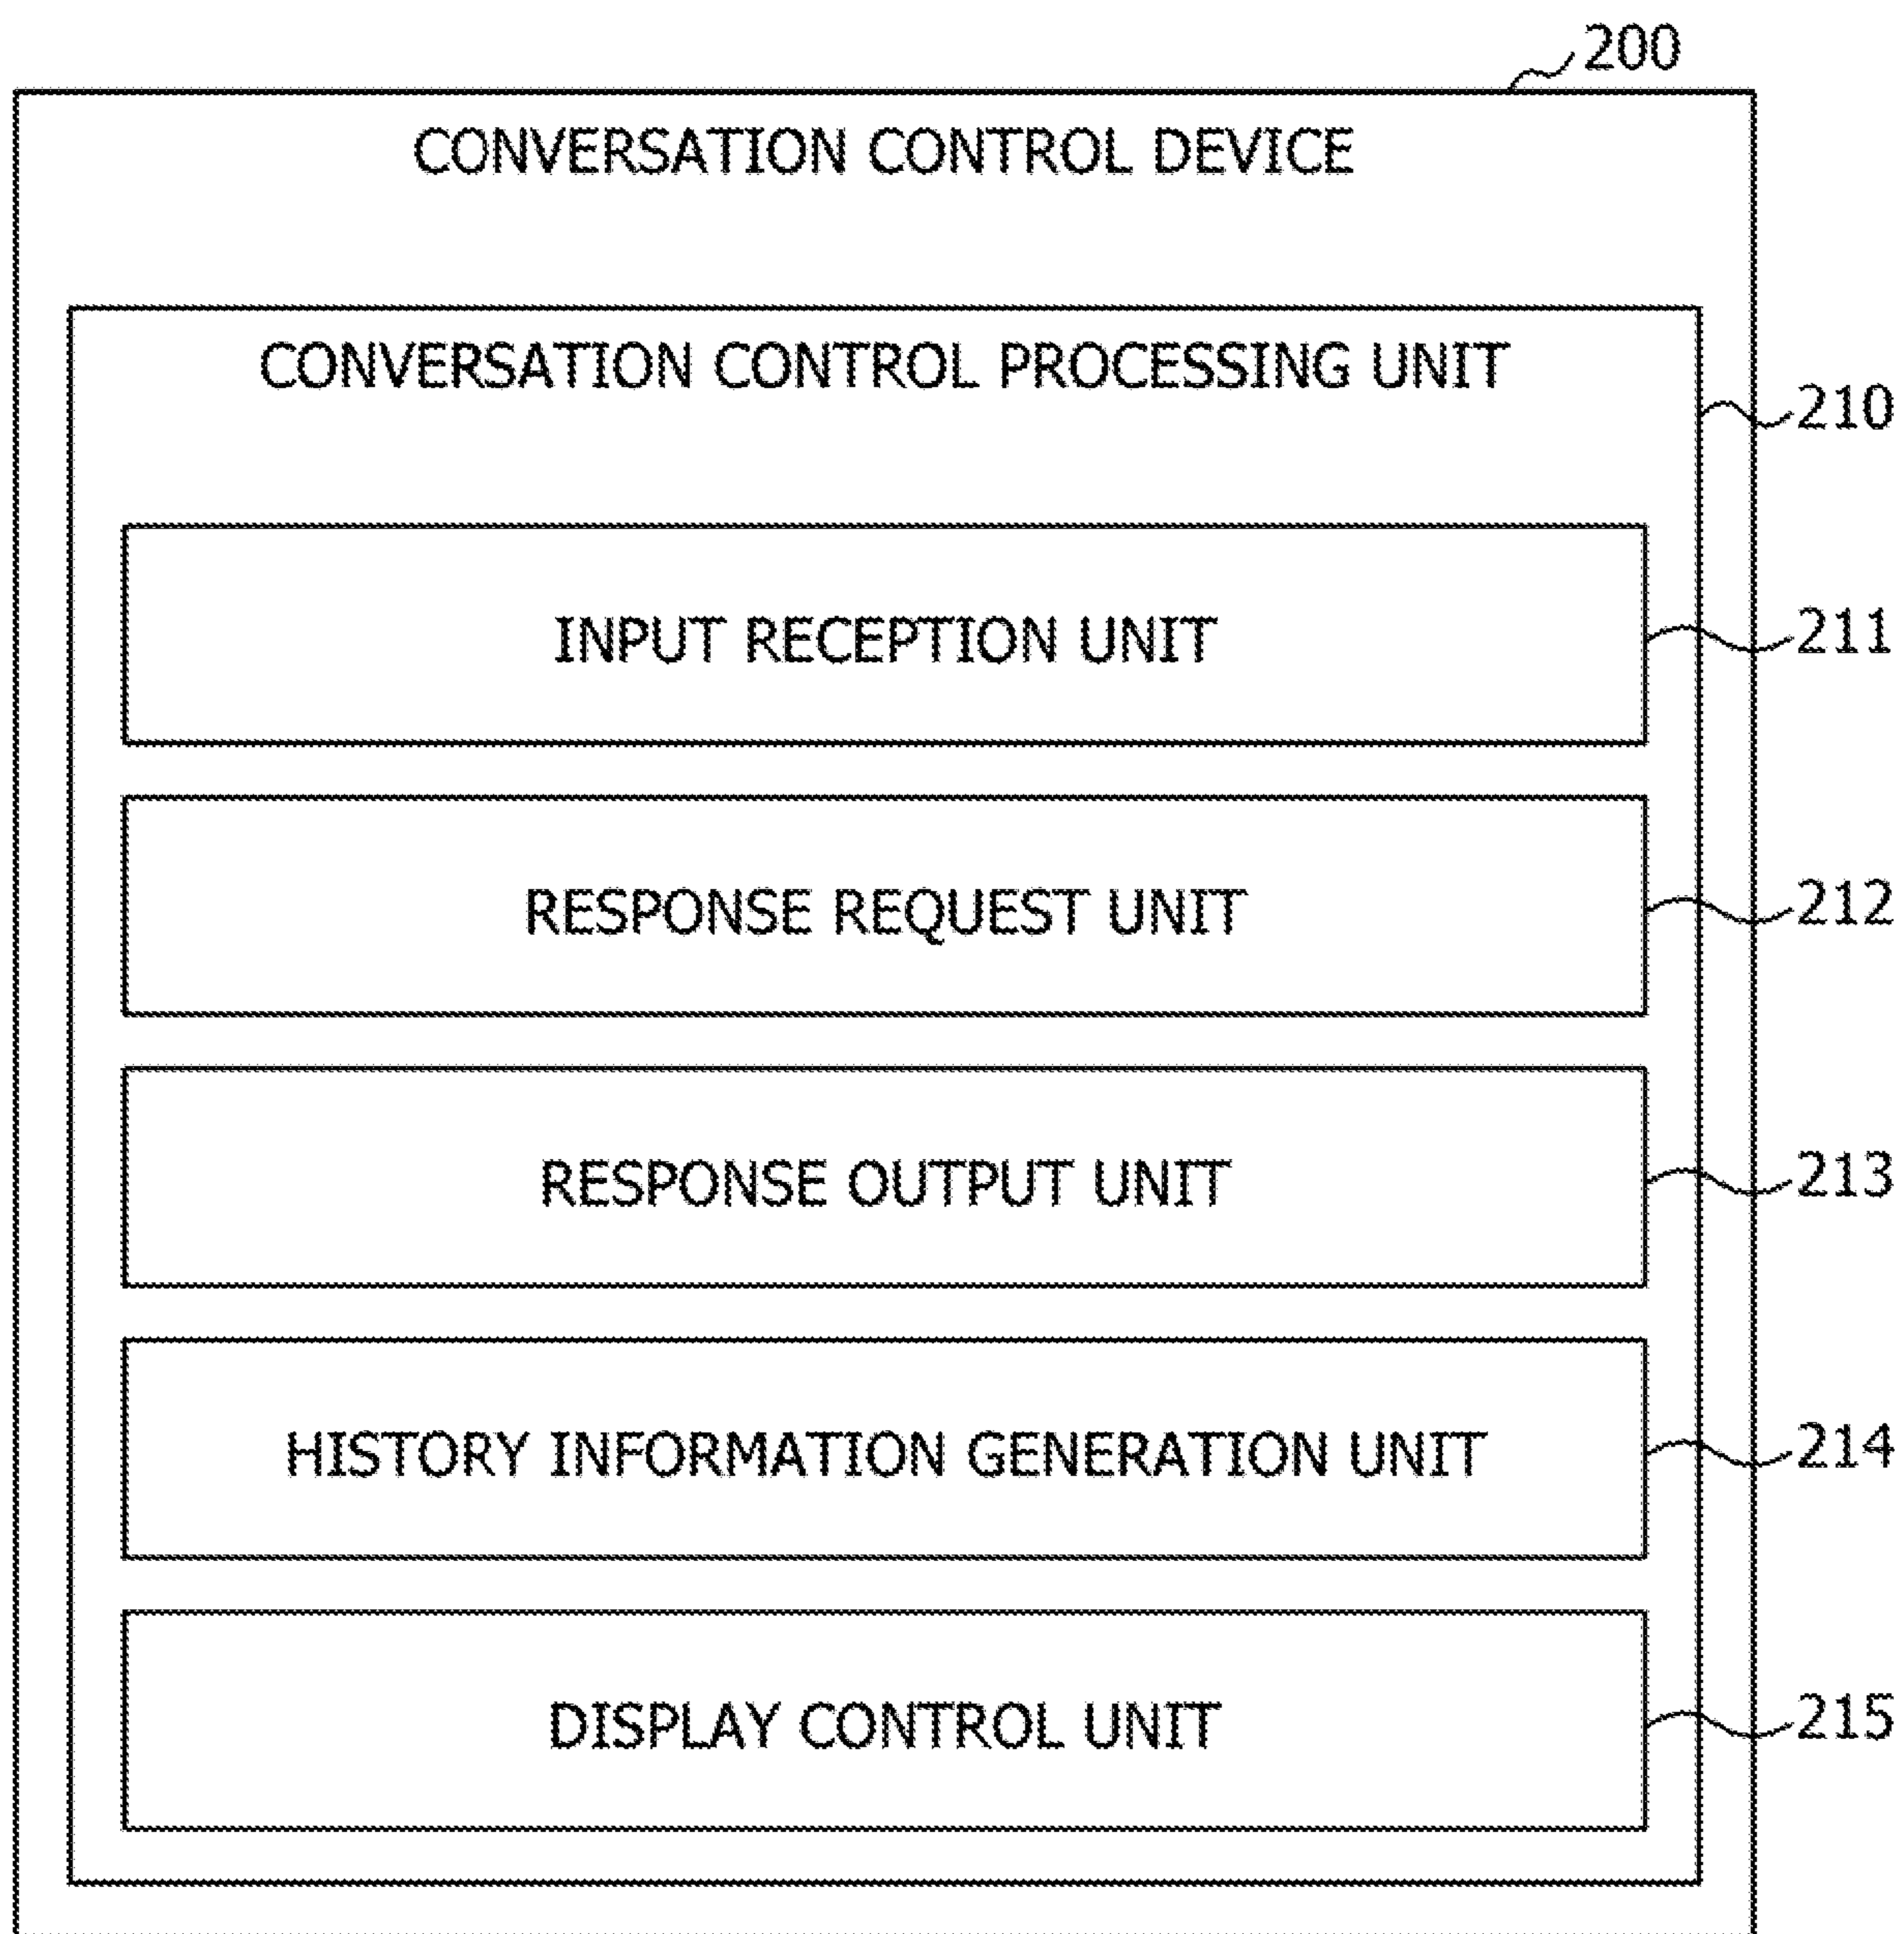 200
CONVERSATION CONTROL DEVICE
CONVERSATION CONTROL PROCESSING UNIT
210
INPUT RECEPTION UNIT
211
RESPONSE REQUEST UNIT
212
RESPONSE OUTPUT UNIT
213
HISTORY INFORMATION GENERATION UNIT
214
DISPLAY CONTROL UNIT
215